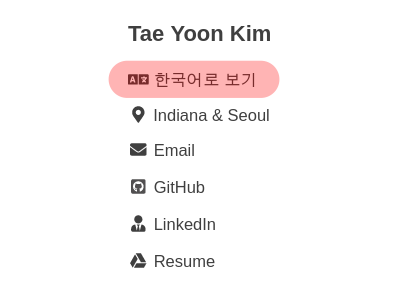 Tae Yoon Kim
한국어로 보기
Indiana & Seoul
Email
GitHub
LinkedIn
Resume